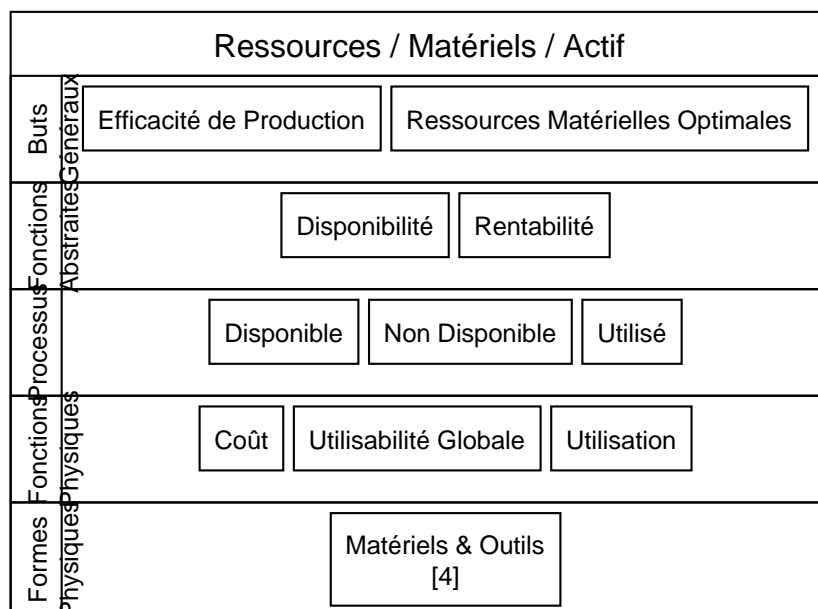 Ressources / Matériels / Actif
Buts
Généraux
Efficacité de Production
Ressources Matérielles Optimales
Fonctions
Abstraites
Disponibilité
Rentabilité
Processus
Disponible
Non Disponible
Utilisé
Fonctions
Physiques
Coût
Utilisabilité Globale
Utilisation
Formes
Physiques
Matériels & Outils
[4]